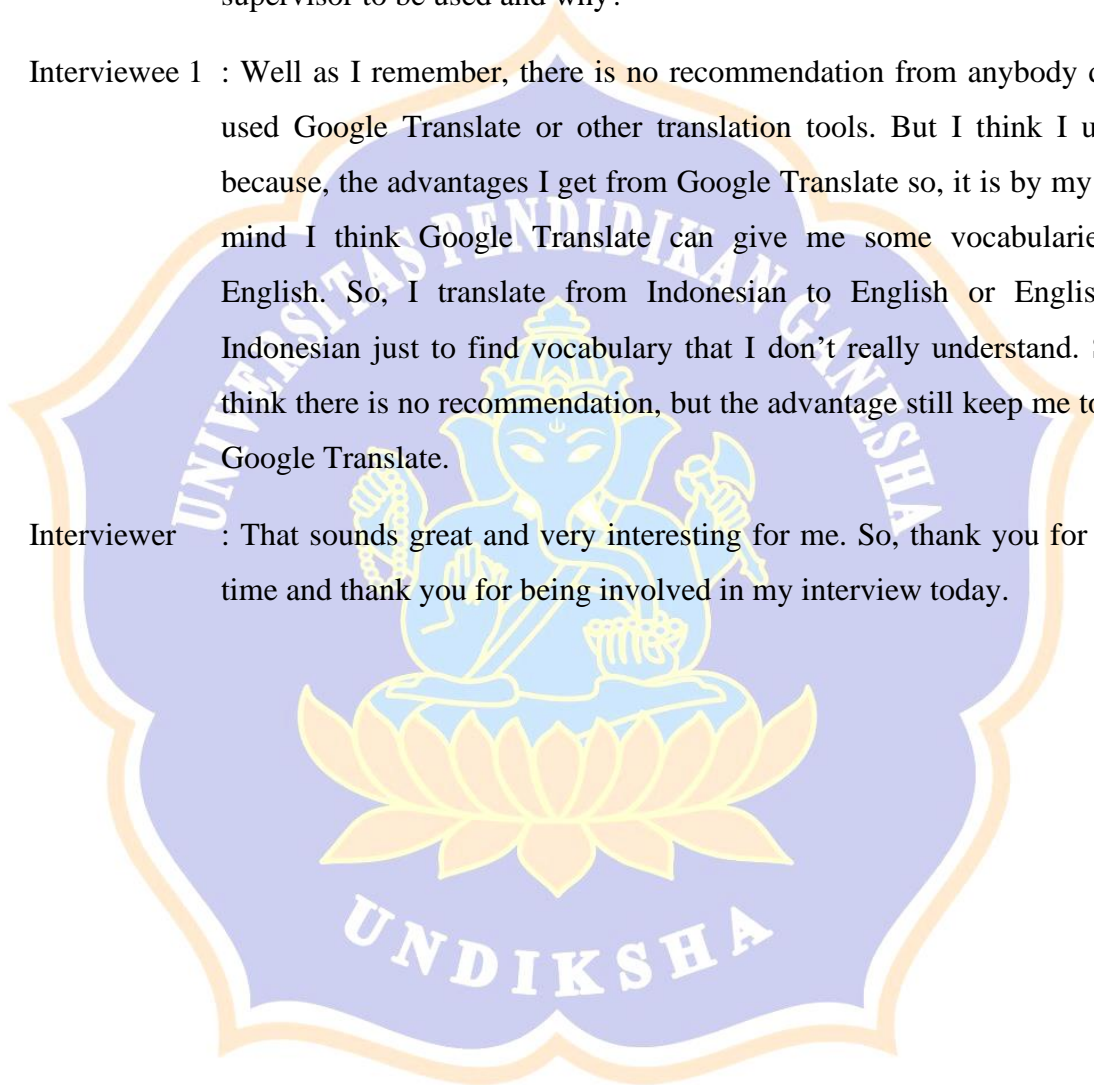 supervisor to be used and why?
Interviewee 1 : Well as I remember, there is no recommendation from anybody
used Google Translate or other translation tools. But I think I
because, the advantages I get from Google Translate so, it is by my
mind I think Google Translate can give me some
English. So, I translate from Indonesian to English or
Indonesian just to find vocabulary that I don’t really understand.
think there is no recommendation, but the advantage still keep me
Google Translate.
Interviewer : That sounds great and very interesting for me. So, thank you for
time and thank you for being involved in my interview today.
UNIVERSITAS PENDIDIKAN GANESHA
UNDIKSHA